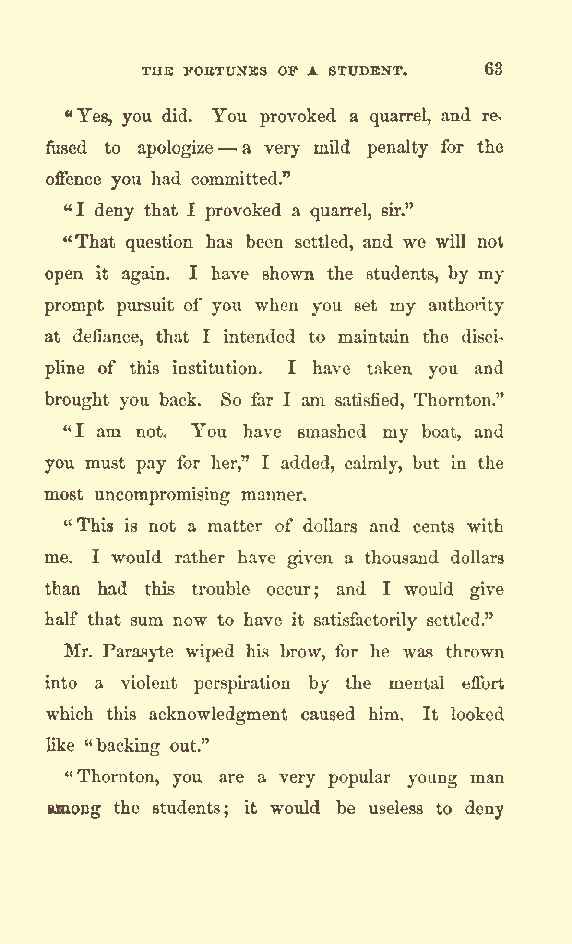 THE FORTUNES OF A STUDENT. 63
"Yes, you did. You provoked a quarrel, and re-
fused to apologize — a very mild penalty for the
offence you had committed."
"I deny that I provoked a quarrel, sir."
"That question has been settled, and we will not
open it again. I have shown the students, by my
prompt pursuit of you when you set my authority
at defiance, that I intended to maintain the disci-
pline of this institution. I have taken you and
brought you back. So far I am satisfied, Thornton."
"I am not. You have smashed my boat, and
you must pay for her," I added, calmly, but in the
most uncompromising manner.
"This is not a matter of dollars and cents with
me. I would rather have given a thousand dollars
than had this trouble occur; and I would give
half that sum now to have it satisfactorily settled."
Mr. Parasyte wiped his brow, for he was thrown
into a violent perspiration by the mental effort
which this acknowledgment caused him. It looked
like "backing out."
"Thornton, you are a very popular young man
among the students; it would be useless to deny